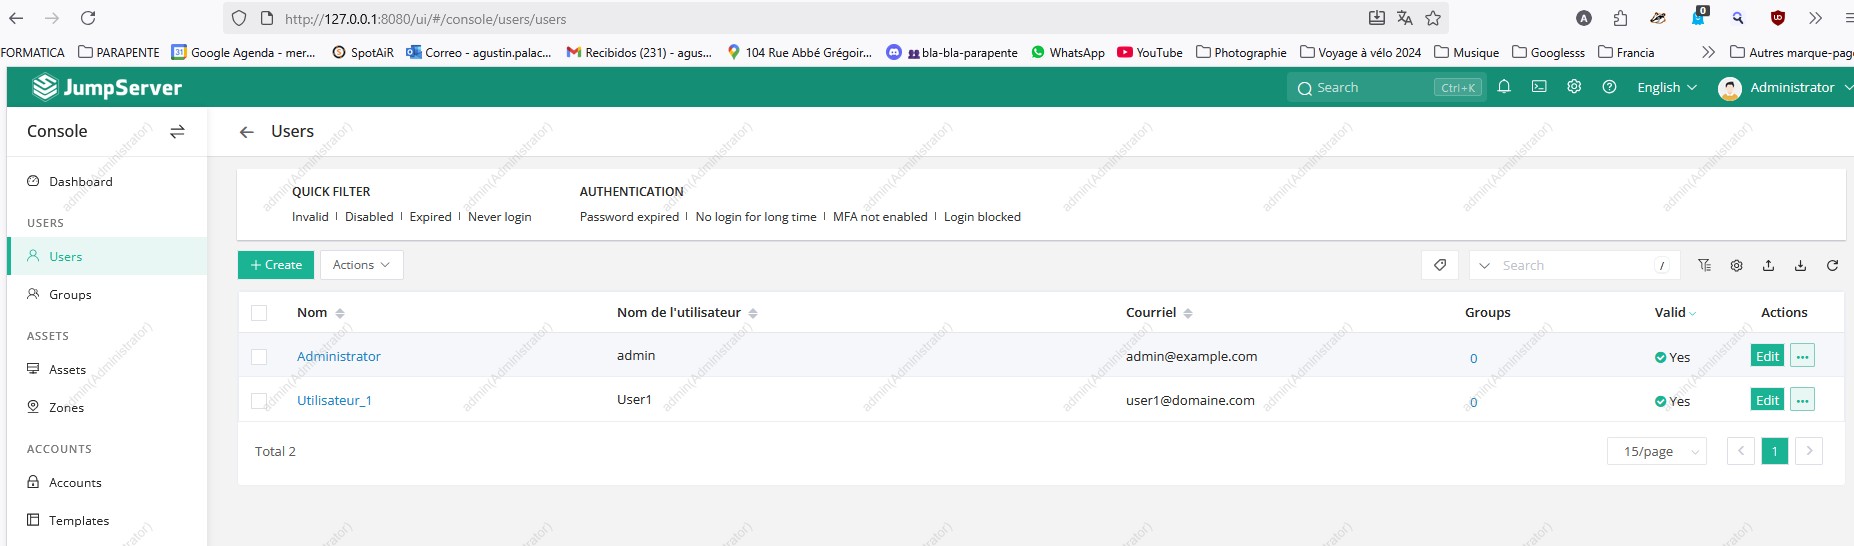 http://127.0.0.1:8080/ui/#/console/users/users
A
0
FORMATICA PARAPENTE 31 Google Agenda - mer... SpotAiR Correo - agustin.palac... Recibidos (231) - agus... 104 Rue Abbé Grégoir... bla-bla-parapente WhatsApp YouTube Photographie Voyage à vélo 2024 Musique Googlesss Francia Autres marque-page
JumpServer Search Ctrl+K English Administrator
Console
Users
Dashboard
QUICK FILTER AUTHENTICATION
Invalid | Disabled | Expired | Never login Password expired | No login for long time | MFA not enabled | Login blocked
USERS
Users
Groups
+ Create Actions Search /
Nom Nom de l'utilisateur Courriel Groups Valid Actions
Administrator admin admin@example.com 0 Yes Edit ...
Utilisateur_1 User1 user1@domaine.com 0 Yes Edit ...
Total 2 15/page < 1 >
ASSETS
Assets
Zones
ACCOUNTS
Accounts
Templates
admin(Administrator)